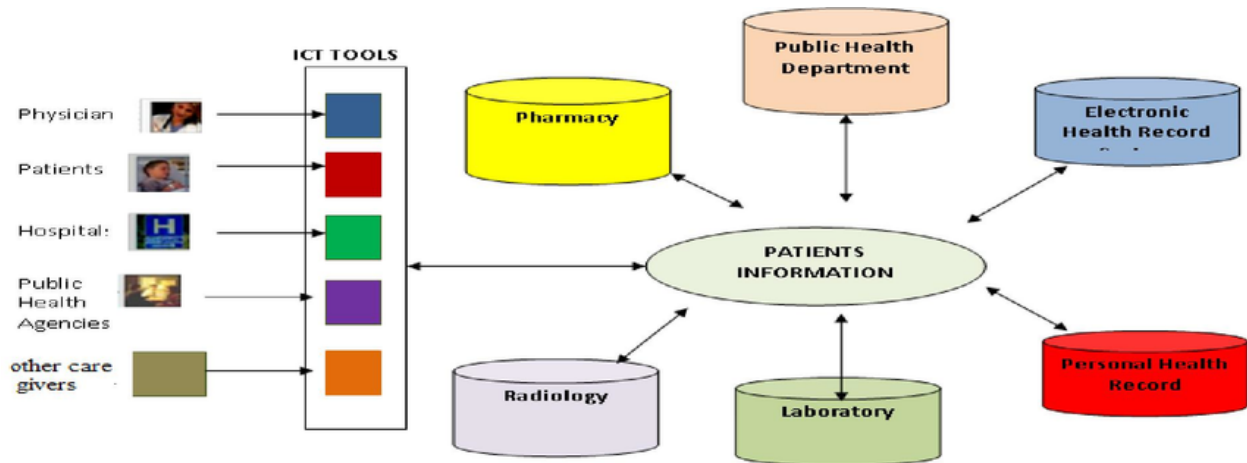 ICT TOOLS
Physician
Patients
Hospital:
Public
Health
Agencies
other care
givers
Pharmacy
Public Health
Department
Electronic
Health Record
PATIENTS
INFORMATION
Radiology
Laboratory
Personal Health
Record